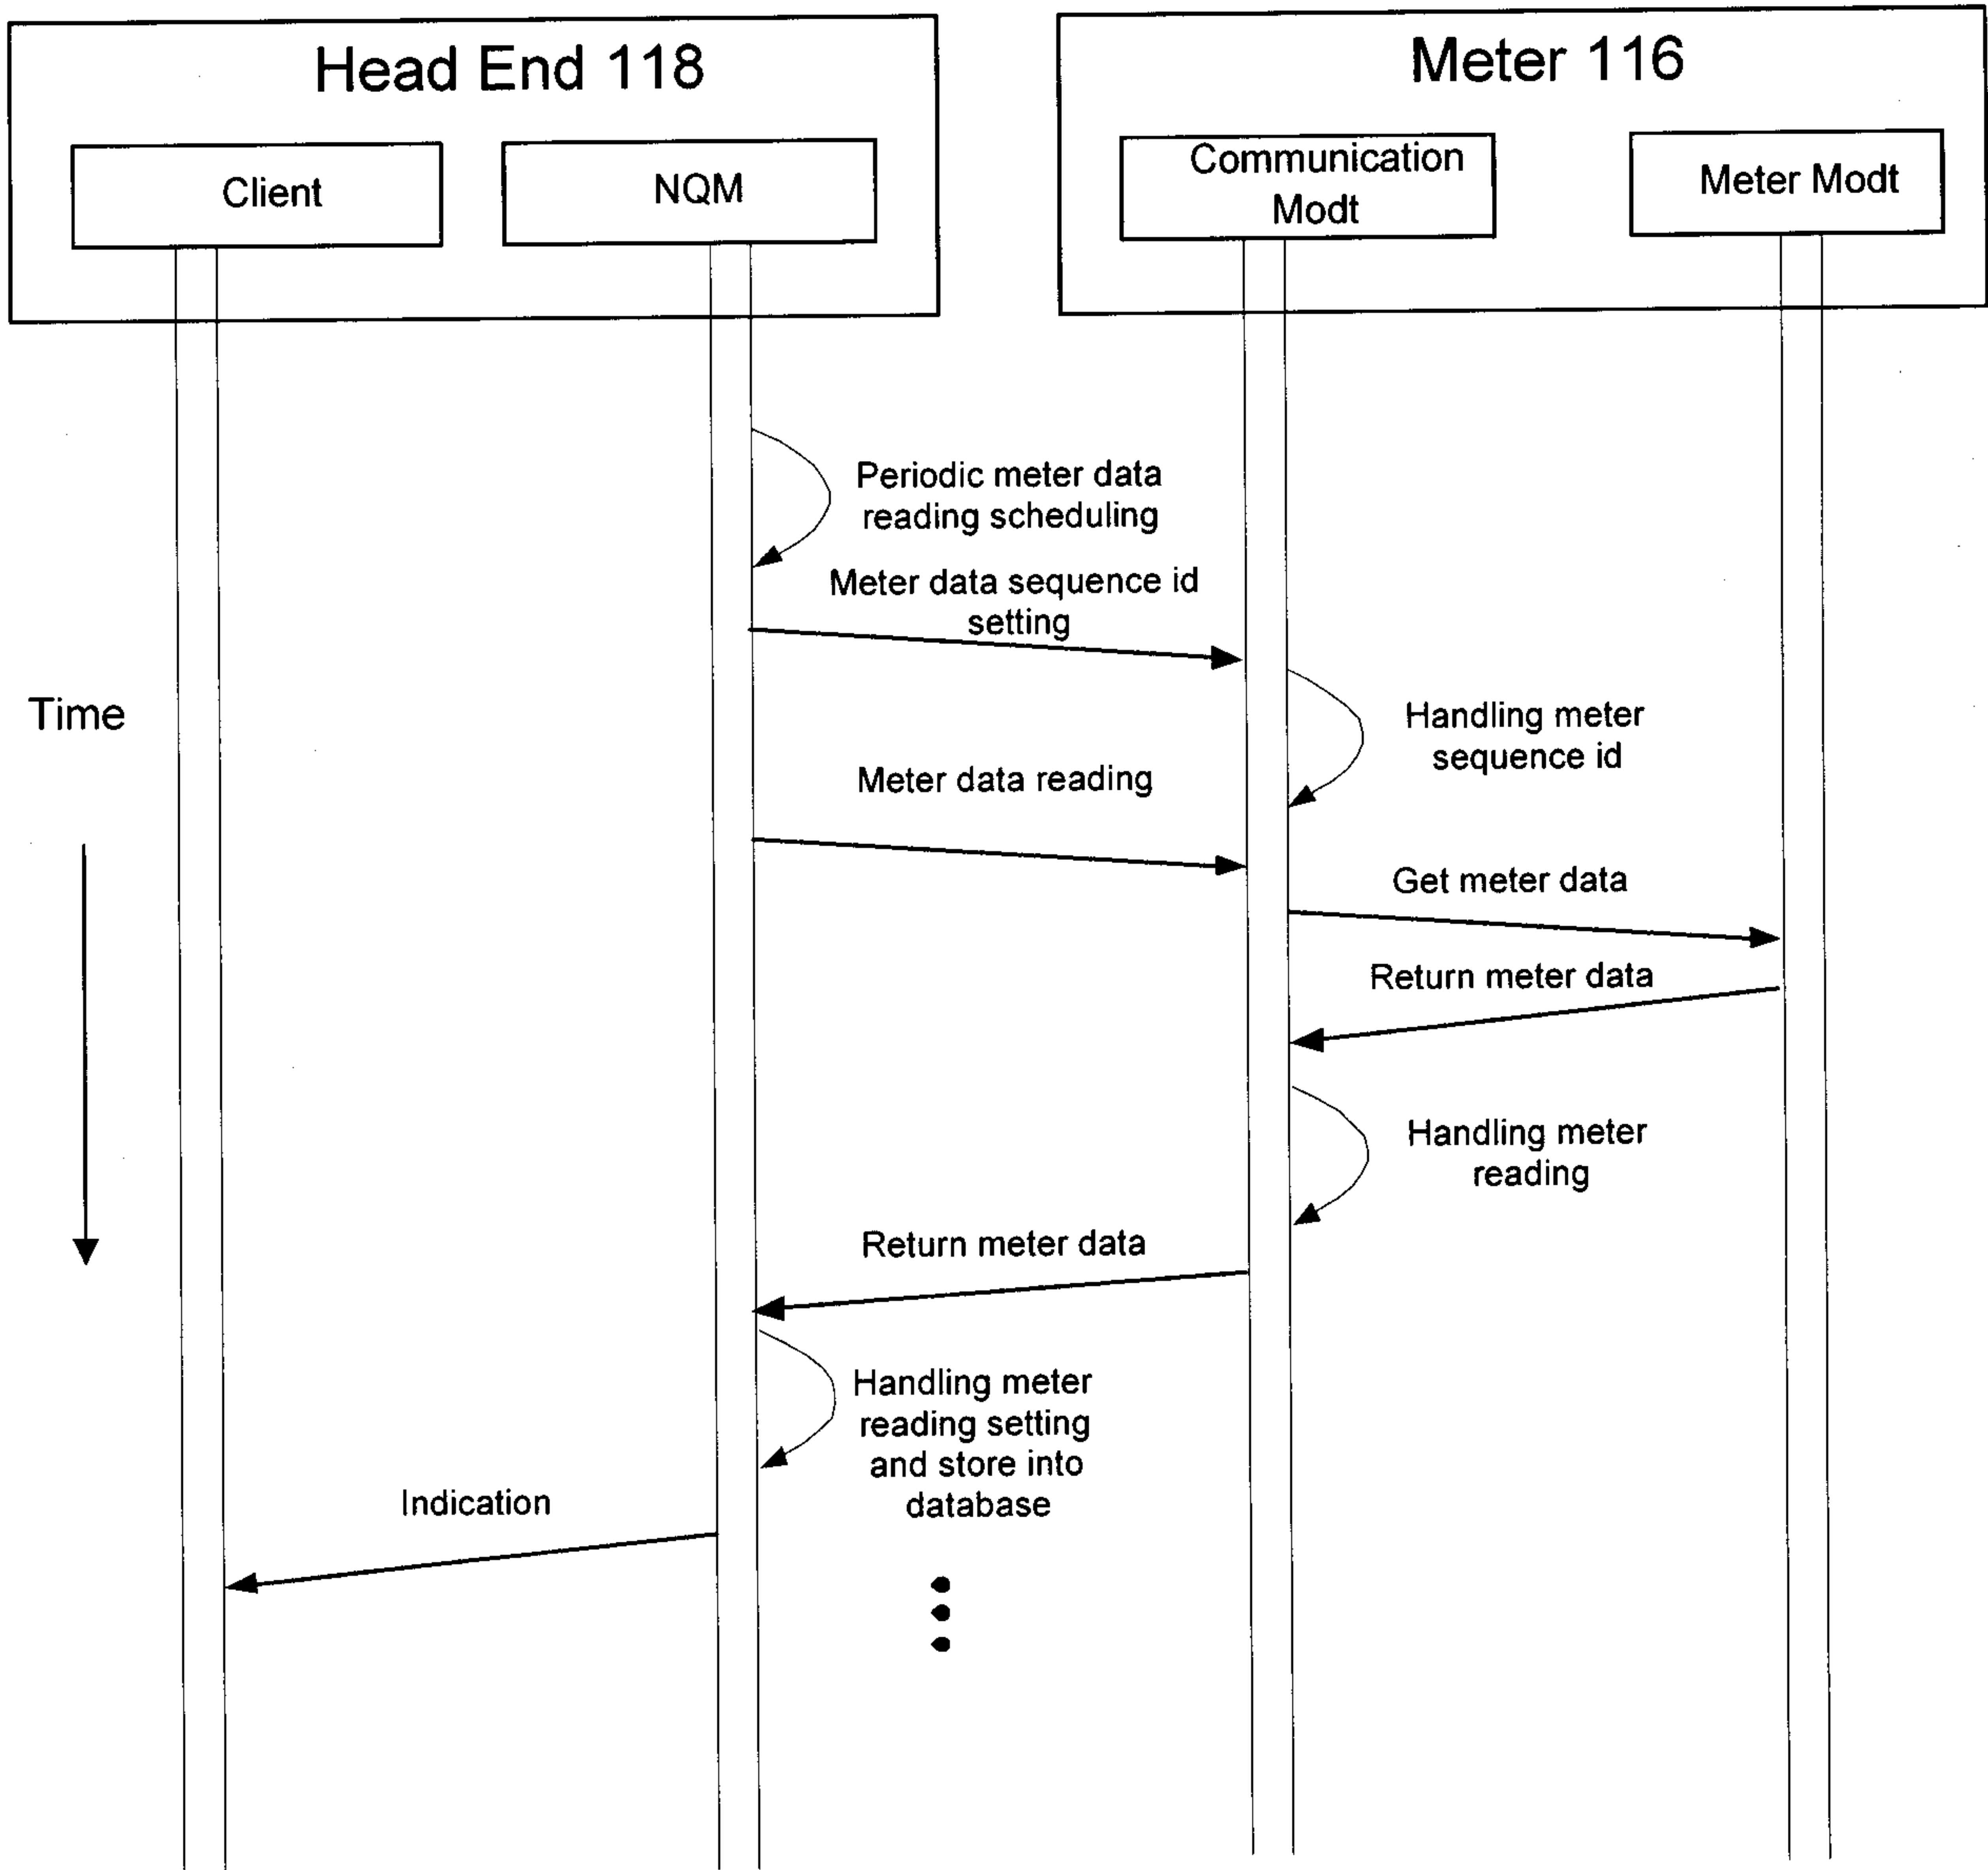 Head End 118
Meter 116
Client
NQM
Communication
Modt
Meter Modt
Periodic meter data
reading scheduling
Meter data sequence id
setting
Time
Handling meter
sequence id
Meter data reading
Get meter data
Return meter data
Handling meter
reading
Return meter data
Handling meter
reading setting
and store into
database
Indication